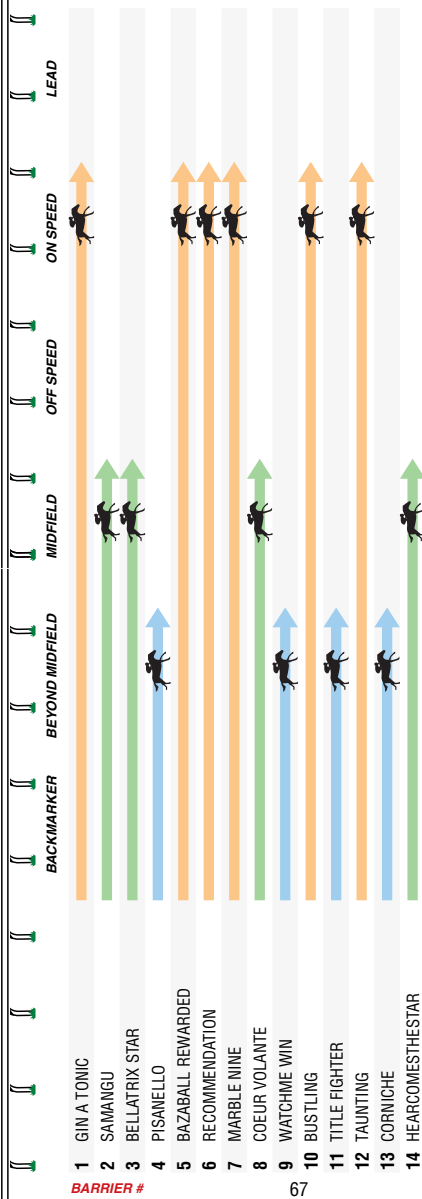 BACKMARKER BEYOND MIDFIELD MIDFIELD OFF SPEED ON SPEED LEAD
1 GIN A TONIC
2 SAMANGU
3 BELLATRIX STAR
4 PISANELLO
5 BAZABALL REWARDED
6 RECOMMENDATION
7 MARBLE NINE
8 COEUR VOLANTE
9 WATCHME WIN
10 BUSTLING
11 TITLE FIGHTER
12 TAUNTING
13 CORNICHE
14 HEARCOMESTHESTAR
BARRIER #
67